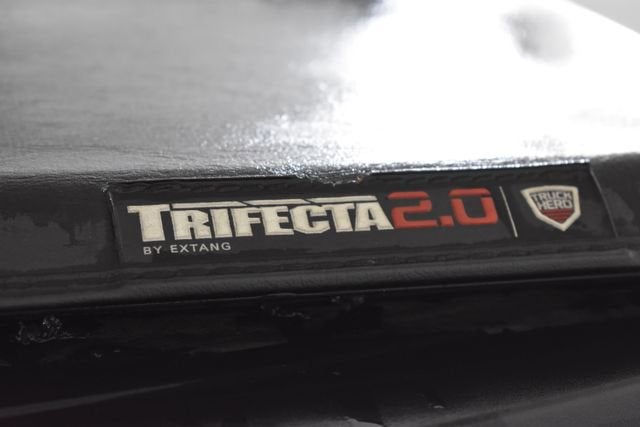 TRIFECTA2.0
BY EXTANG
TRUCK
HERO